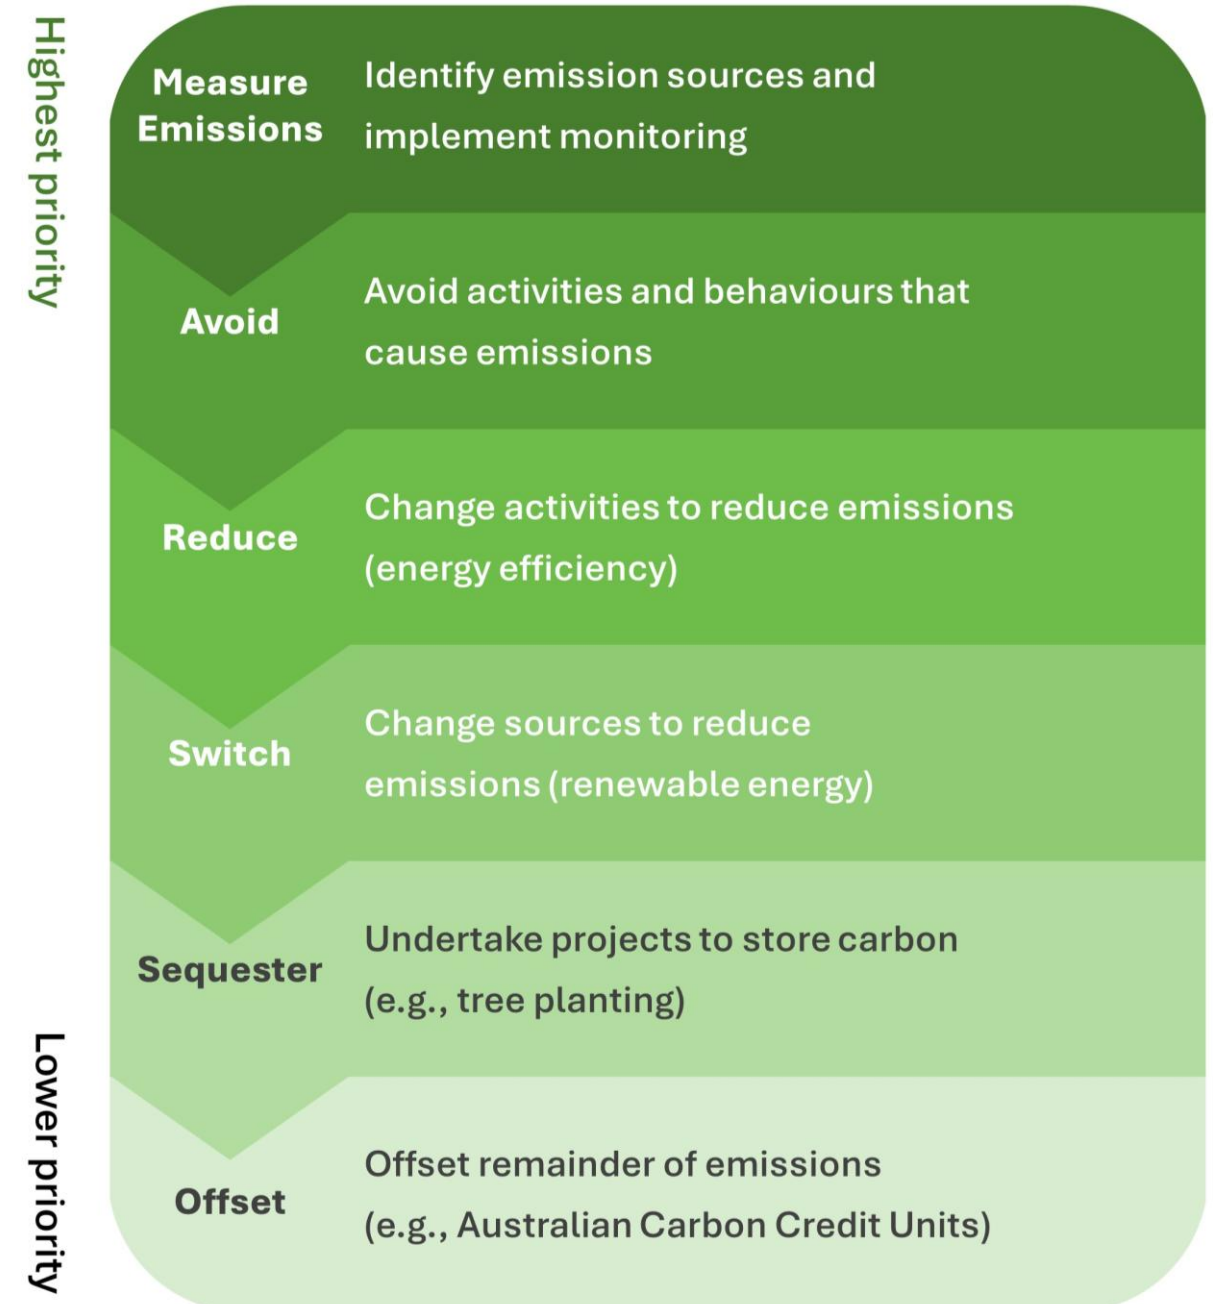 Highest priority
Measure
Emissions
Identify emission sources and
implement monitoring
Avoid
Avoid activities and behaviours that
cause emissions
Reduce
Change activities to reduce emissions
(energy efficiency)
Switch
Change sources to reduce
emissions (renewable energy)
Sequester
Undertake projects to store carbon
(e.g., tree planting)
Lower priority
Offset
Offset remainder of emissions
(e.g., Australian Carbon Credit Units)